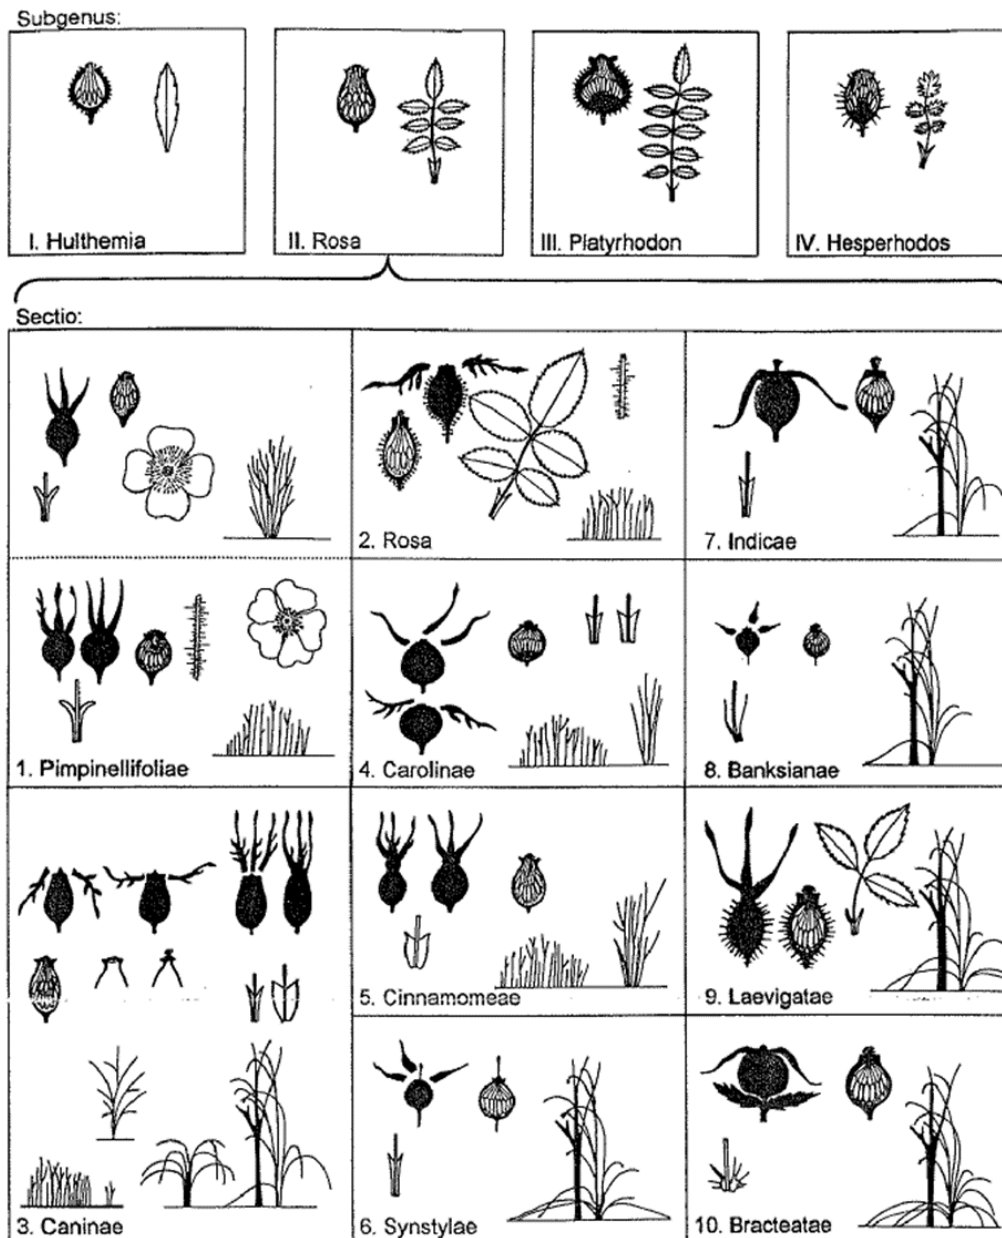 Subgenus:
I. Hulthemia
II. Rosa
III. Platyrhodon
IV. Hesperhodos
Sectio:
2. Rosa
7. Indicae
1. Pimpinellifoliae
4. Carolinae
8. Banksianae
5. Cinnamomeae
9. Laevigatae
3. Caninae
6. Synstylae
10. Bracteatae